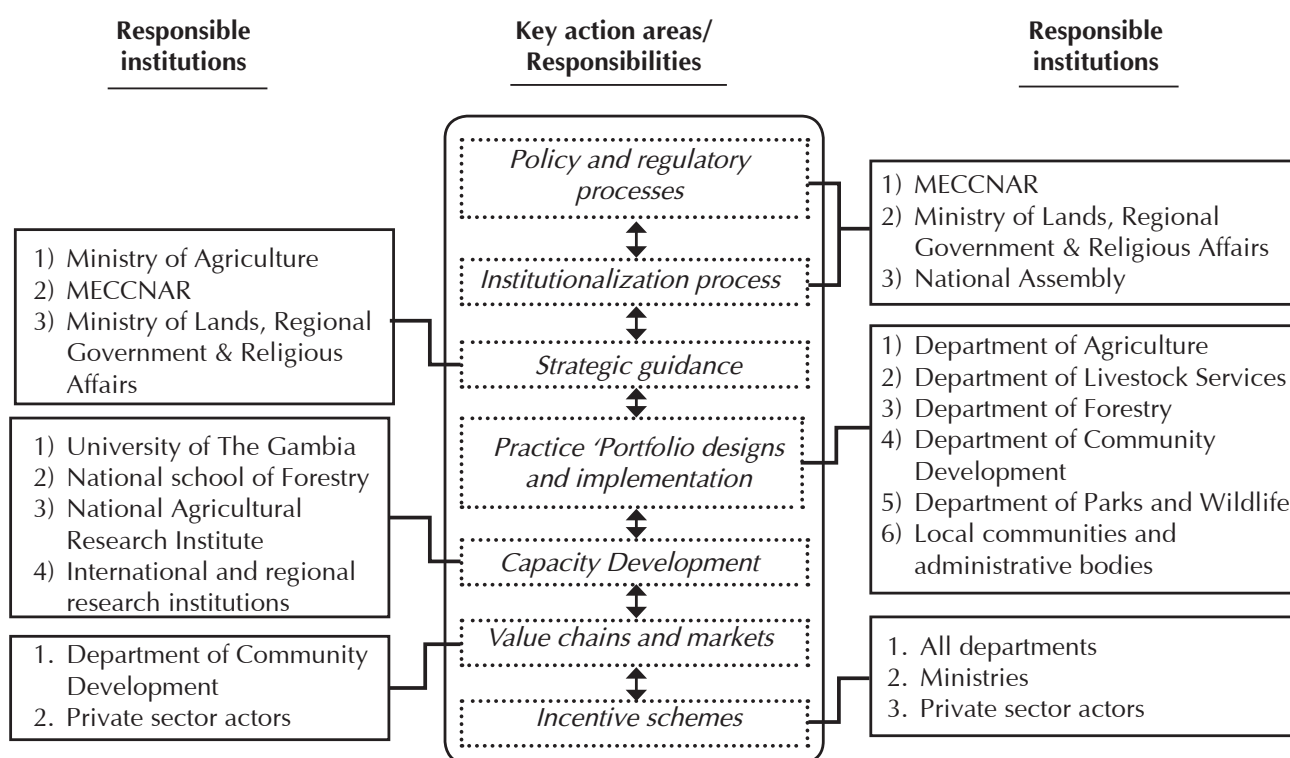 Responsible
institutions
Key action areas/
Responsibilities
Responsible
institutions
Policy and regulatory
processes
Institutionalization process
Strategic guidance
Practice ‘Portfolio designs
and implementation
Capacity Development
Value chains and markets
Incentive schemes
1) Ministry of Agriculture
2) MECCNAR
3) Ministry of Lands, Regional
Government & Religious
Affairs
1) University of The Gambia
2) National school of Forestry
3) National Agricultural
Research Institute
4) International and regional
research institutions
1. Department of Community
Development
2. Private sector actors
1) MECCNAR
2) Ministry of Lands, Regional
Government & Religious Affairs
3) National Assembly
1) Department of Agriculture
2) Department of Livestock Services
3) Department of Forestry
4) Department of Community
Development
5) Department of Parks and Wildlife
6) Local communities and
administrative bodies
1. All departments
2. Ministries
3. Private sector actors